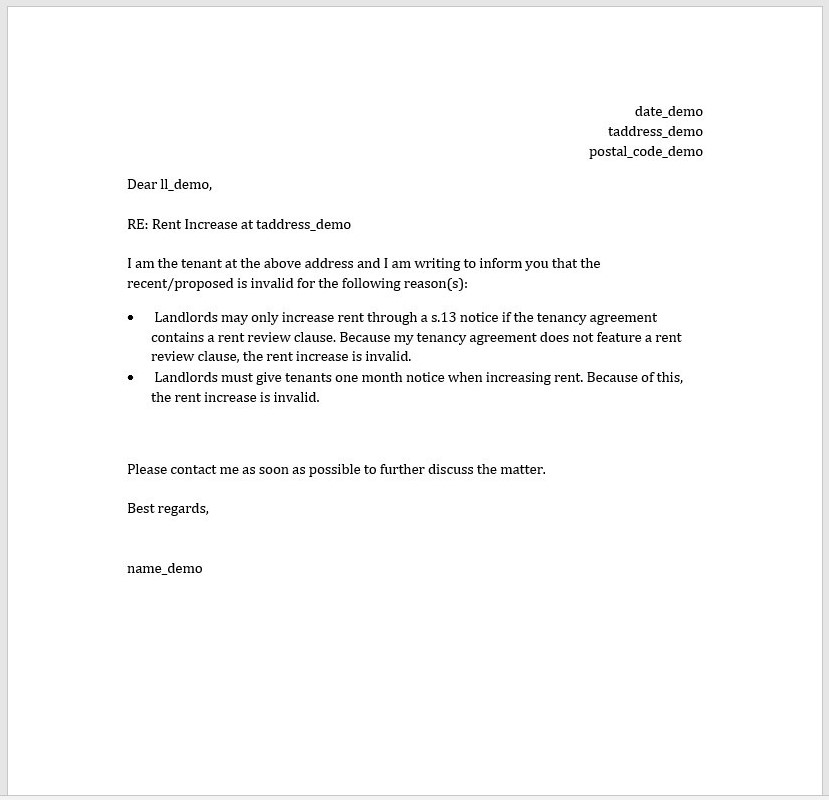 date_demo
taddress_demo
postal_code_demo
Dear ll_demo,
RE: Rent Increase at taddress_demo
I am the tenant at the above address and I am writing to inform you that the
recent/proposed is invalid for the following reason(s):
• Landlords may only increase rent through a s.13 notice if the tenancy agreement
contains a rent review clause. Because my tenancy agreement does not feature a rent
review clause, the rent increase is invalid.
• Landlords must give tenants one month notice when increasing rent. Because of this,
the rent increase is invalid.
Please contact me as soon as possible to further discuss the matter.
Best regards,
name_demo